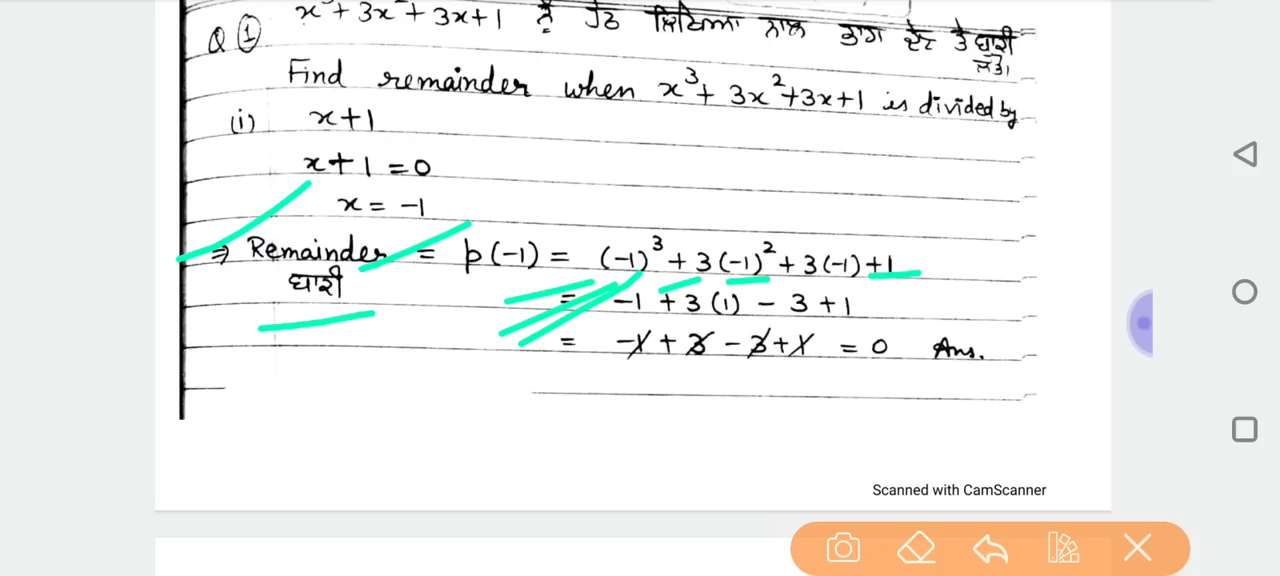 x³ + 3x² + 3x + 1 ਨੂੰ ਹੇਠ ਲਿਖਿਆਂ ਨਾਲ ਭਾਗ ਦੇਣ ਤੇ ਬਾਕੀ
Q ① Find remainder when x³ + 3x² + 3x + 1 is divided by
(i) x + 1
x + 1 = 0
x = -1
⇒ Remainder = p(-1) = (-1)³ + 3(-1)² + 3(-1) + 1
= -1 + 3(1) - 3 + 1
= -1 + 3 - 3 + 1 = 0 Ans.
Scanned with CamScanner